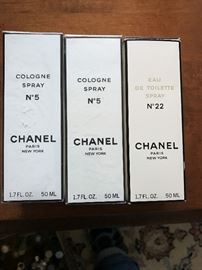 COLOGNE
SPRAY
N°5
CHANEL
PARIS
NEW YORK
1.7FL. OZ. 50 ML
COLOGNE
SPRAY
N°5
CHANEL
PARIS
NEW YORK
1.7 FL. OZ. 50 ML
EAU
DE TOILETTE
SPRAY
N°22
CHANEL
PARIS
NEW YORK
1.7 FL. OZ. 50 ML